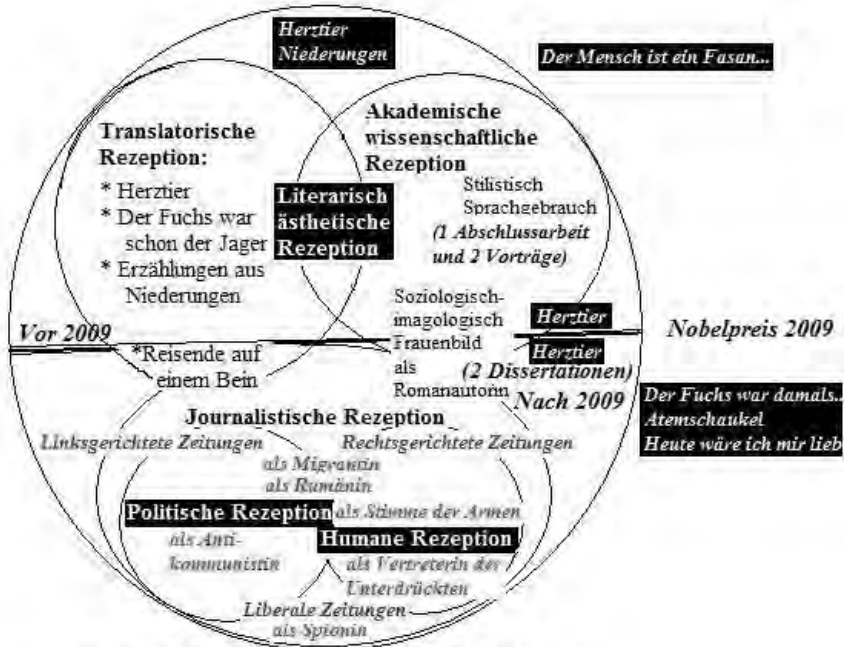 Herztier
Niederungen
Der Mensch ist ein Fasan...
Translatorische
Rezeption:
* Herztier
* Der Fuchs war
schon der Jager
* Erzählungen aus
Niederungen
Akademische
wissenschaftliche
Rezeption
Stilistisch
Sprachgebrauch
(1 Abschlussarbeit
und 2 Vorträge)
Literarisch
ästhetische
Rezeption
Soziologisch-
imagologisch
Frauenbild
als
Romanautorin
Herztier
Vor 2009
Nobelpreis 2009
Herztier
(2 Dissertationen)
Nach 2009
*Reisende auf
einem Bein
Der Fuchs war damals..
Atemschaukel
Heute wäre ich mir lieb
Journalistische Rezeption
Linksgerichtete Zeitungen
Rechtsgerichtete Zeitungen
als Migrantin
als Rumänin
Politische Rezeption
als Stimme der Armen
als Anti-
kommunistin
Humane Rezeption
als Vertreterin der
Unterdrückten
Liberale Zeitungen
als Spionin